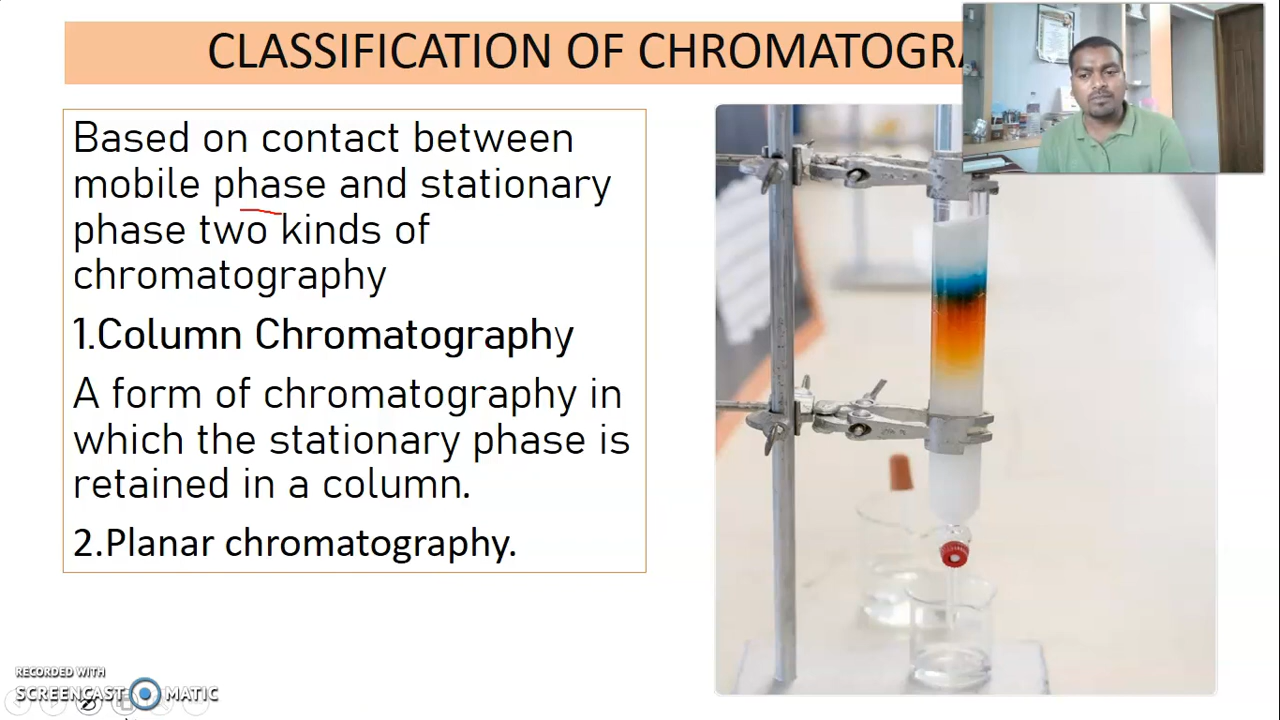 CLASSIFICATION OF CHROMATOGRA
Based on contact between
mobile phase and stationary
phase two kinds of
chromatography
1.Column Chromatography
A form of chromatography in
which the stationary phase is
retained in a column.
2.Planar chromatography.
RECORDED WITH
SCREENCAST MATIC